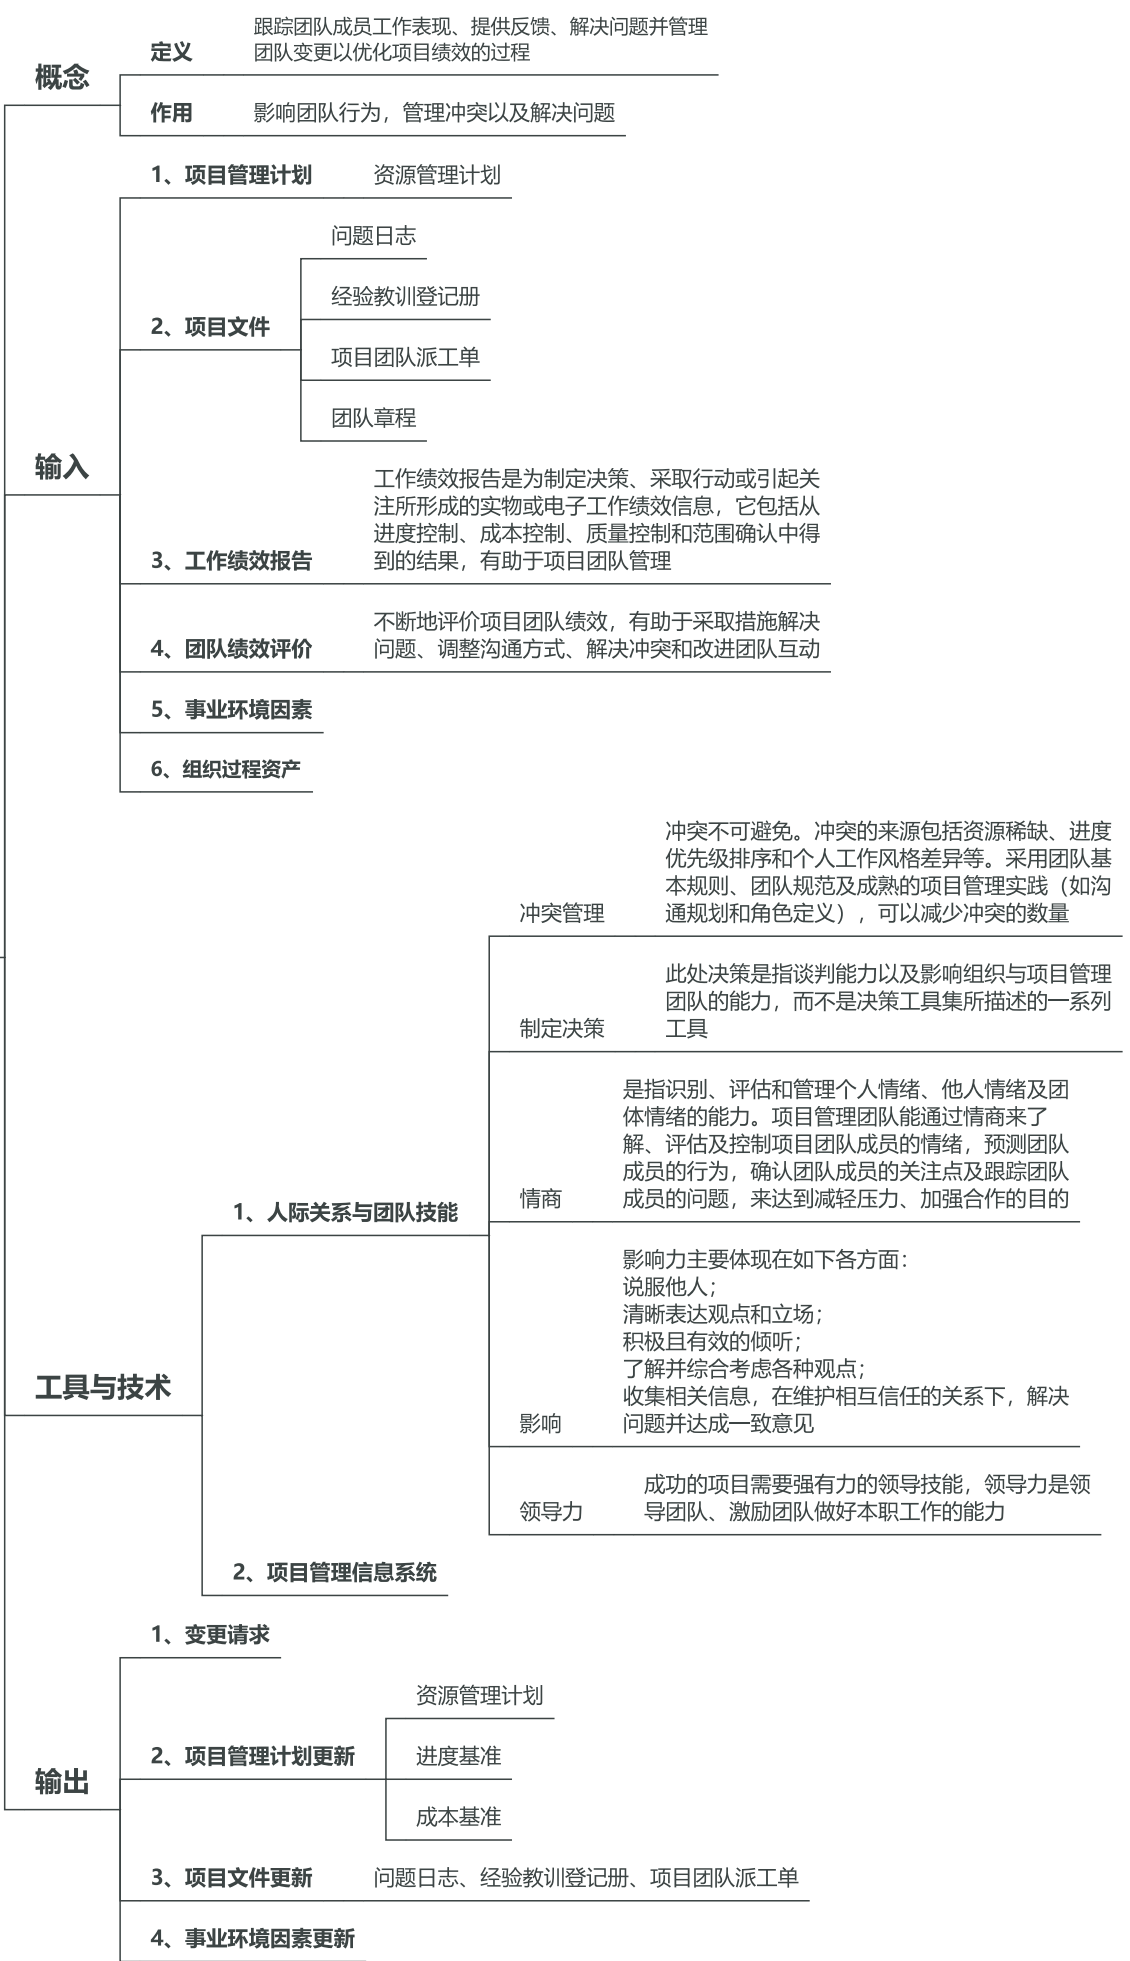 概念
定义
跟踪团队成员工作表现、提供反馈、解决问题并管理
团队变更以优化项目绩效的过程
作用
影响团队行为，管理冲突以及解决问题
输入
1、项目管理计划
资源管理计划
2、项目文件
问题日志
经验教训登记册
项目团队派工单
团队章程
3、工作绩效报告
工作绩效报告是为制定决策、采取行动或引起关
注所形成的实物或电子工作绩效信息，它包括从
进度控制、成本控制、质量控制和范围确认中得
到的结果，有助于项目团队管理
4、团队绩效评价
不断地评价项目团队绩效，有助于采取措施解决
问题、调整沟通方式、解决冲突和改进团队互动
5、事业环境因素
6、组织过程资产
工具与技术
1、人际关系与团队技能
冲突管理
冲突不可避免。冲突的来源包括资源稀缺、进度
优先级排序和个人工作风格差异等。采用团队基
本规则、团队规范及成熟的项目管理实践（如沟
通规划和角色定义），可以减少冲突的数量
制定决策
此处决策是指谈判能力以及影响组织与项目管理
团队的能力，而不是决策工具集所描述的一系列
工具
情商
是指识别、评估和管理个人情绪、他人情绪及团
体情绪的能力。项目管理团队能通过情商来了
解、评估及控制项目团队成员的情绪，预测团队
成员的行为，确认团队成员的关注点及跟踪团队
成员的问题，来达到减轻压力、加强合作的目的
影响
影响力主要体现在如下各方面：
说服他人；
清晰表达观点和立场；
积极且有效的倾听；
了解并综合考虑各种观点；
收集相关信息，在维护相互信任的关系下，解决
问题并达成一致意见
领导力
成功的项目需要强有力的领导技能，领导力是领
导团队、激励团队做好本职工作的能力
2、项目管理信息系统
输出
1、变更请求
2、项目管理计划更新
资源管理计划
进度基准
成本基准
3、项目文件更新
问题日志、经验教训登记册、项目团队派工单
4、事业环境因素更新